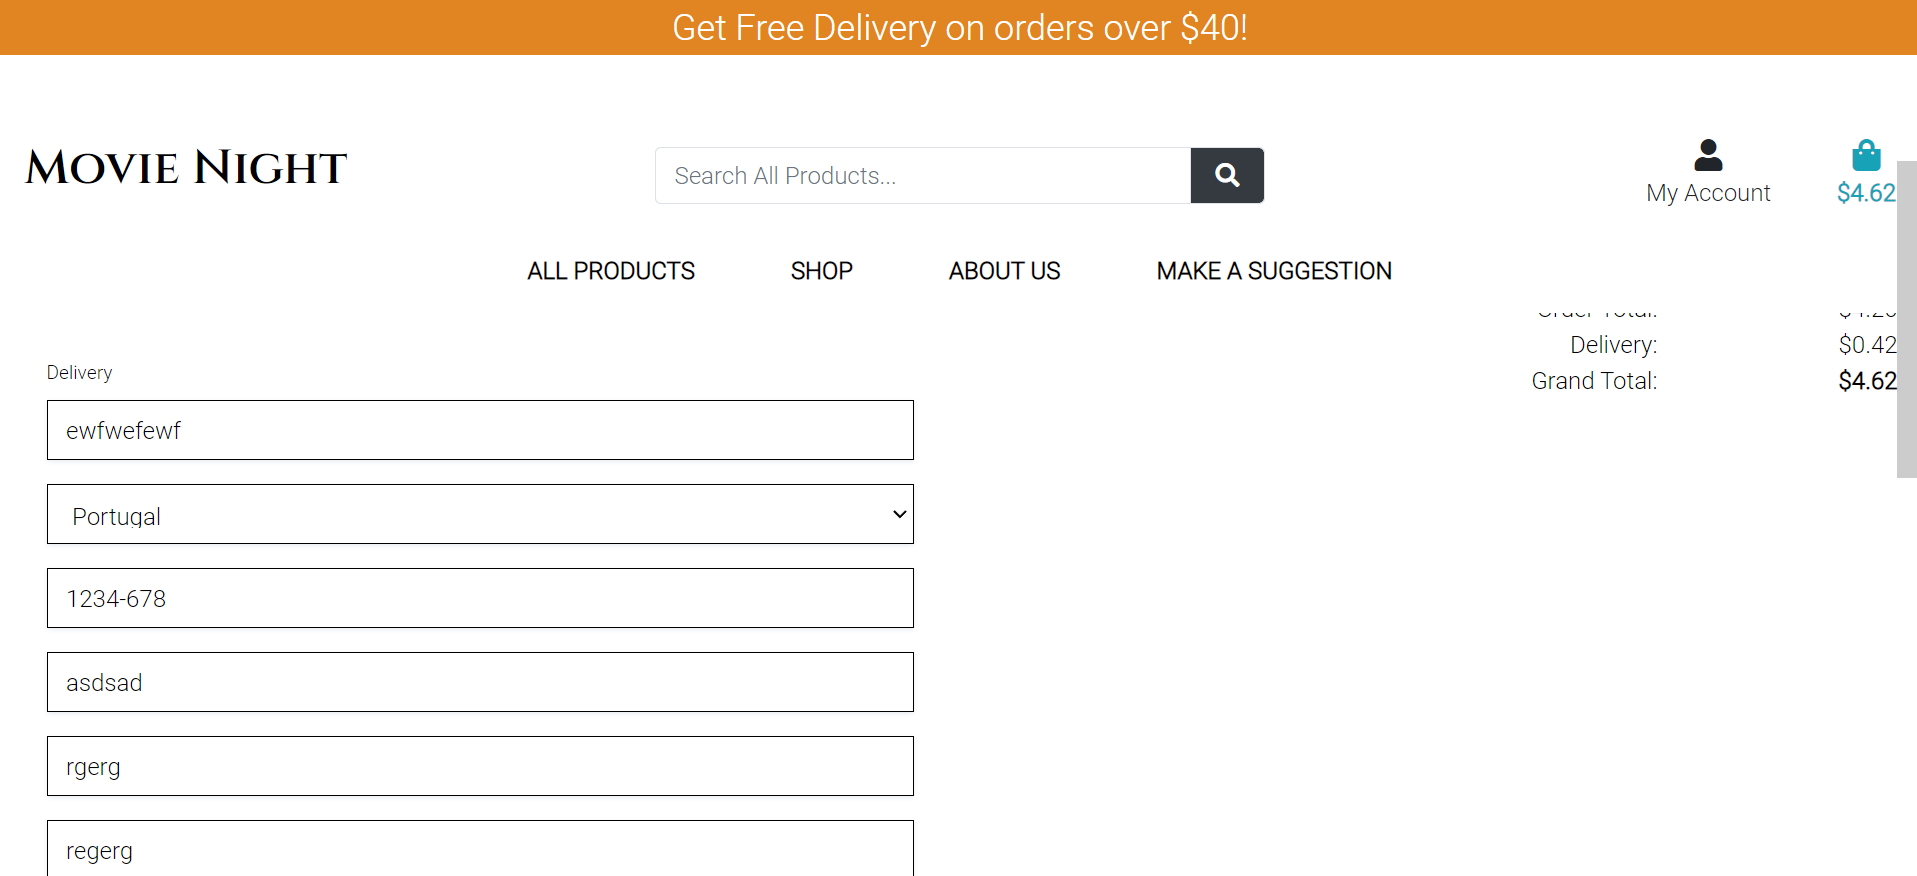 Get Free Delivery on orders over $40!
MOVIE NIGHT
Search All Products...
My Account
$4.62
ALL PRODUCTS
SHOP
ABOUT US
MAKE A SUGGESTION
Order Total:
Delivery: $0.42
Grand Total: $4.62
Delivery
ewfwefewf
Portugal
1234-678
asdsad
rgerg
regerg